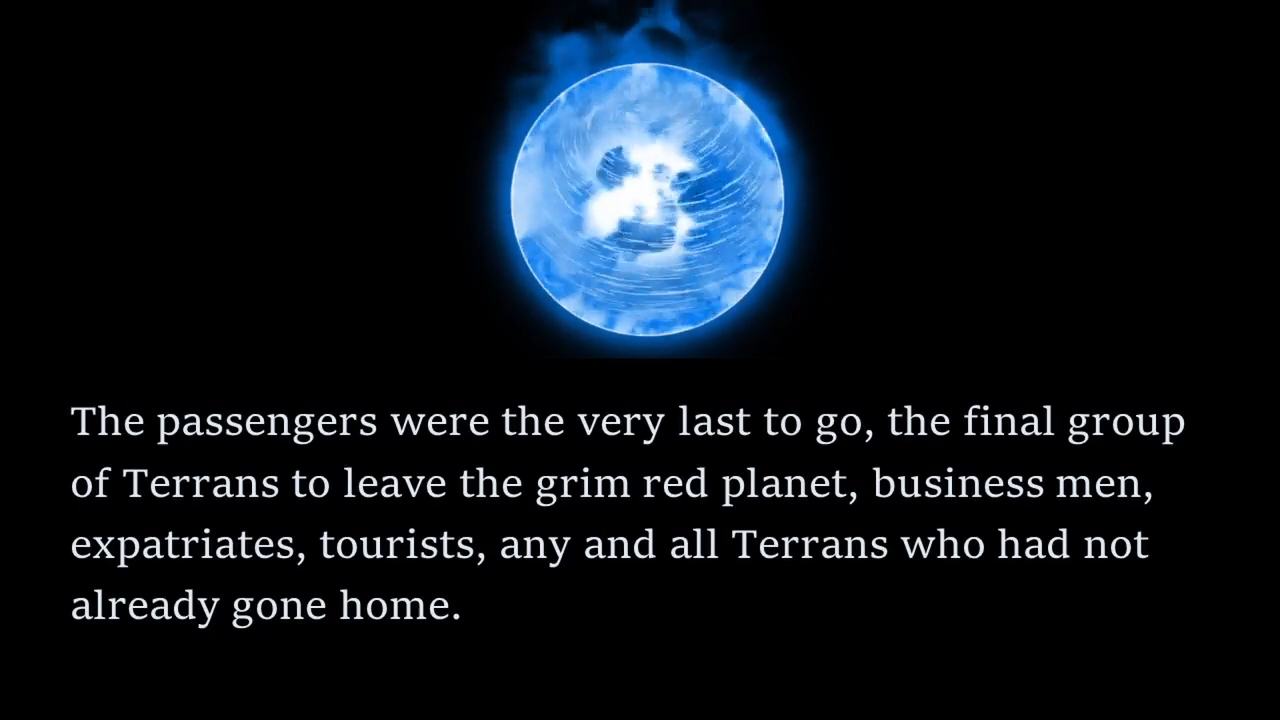 The passengers were the very last to go, the final group
of Terrans to leave the grim red planet, business men,
expatriates, tourists, any and all Terrans who had not
already gone home.